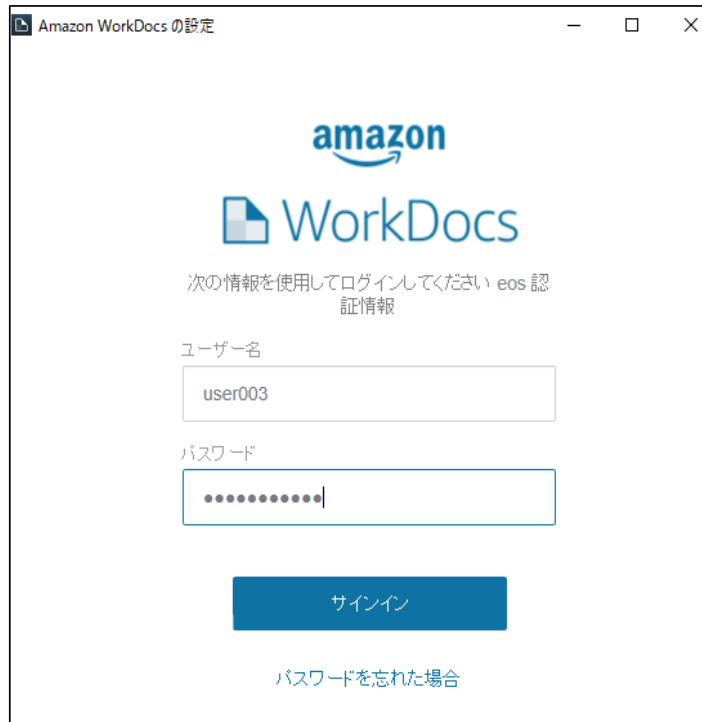 Amazon WorkDocs の設定
amazon
WorkDocs
次の情報を使用してログインしてください eos 認
証情報
ユーザー名
user003
パスワード
●●●●●●●●●●●
サインイン
パスワードを忘れた場合